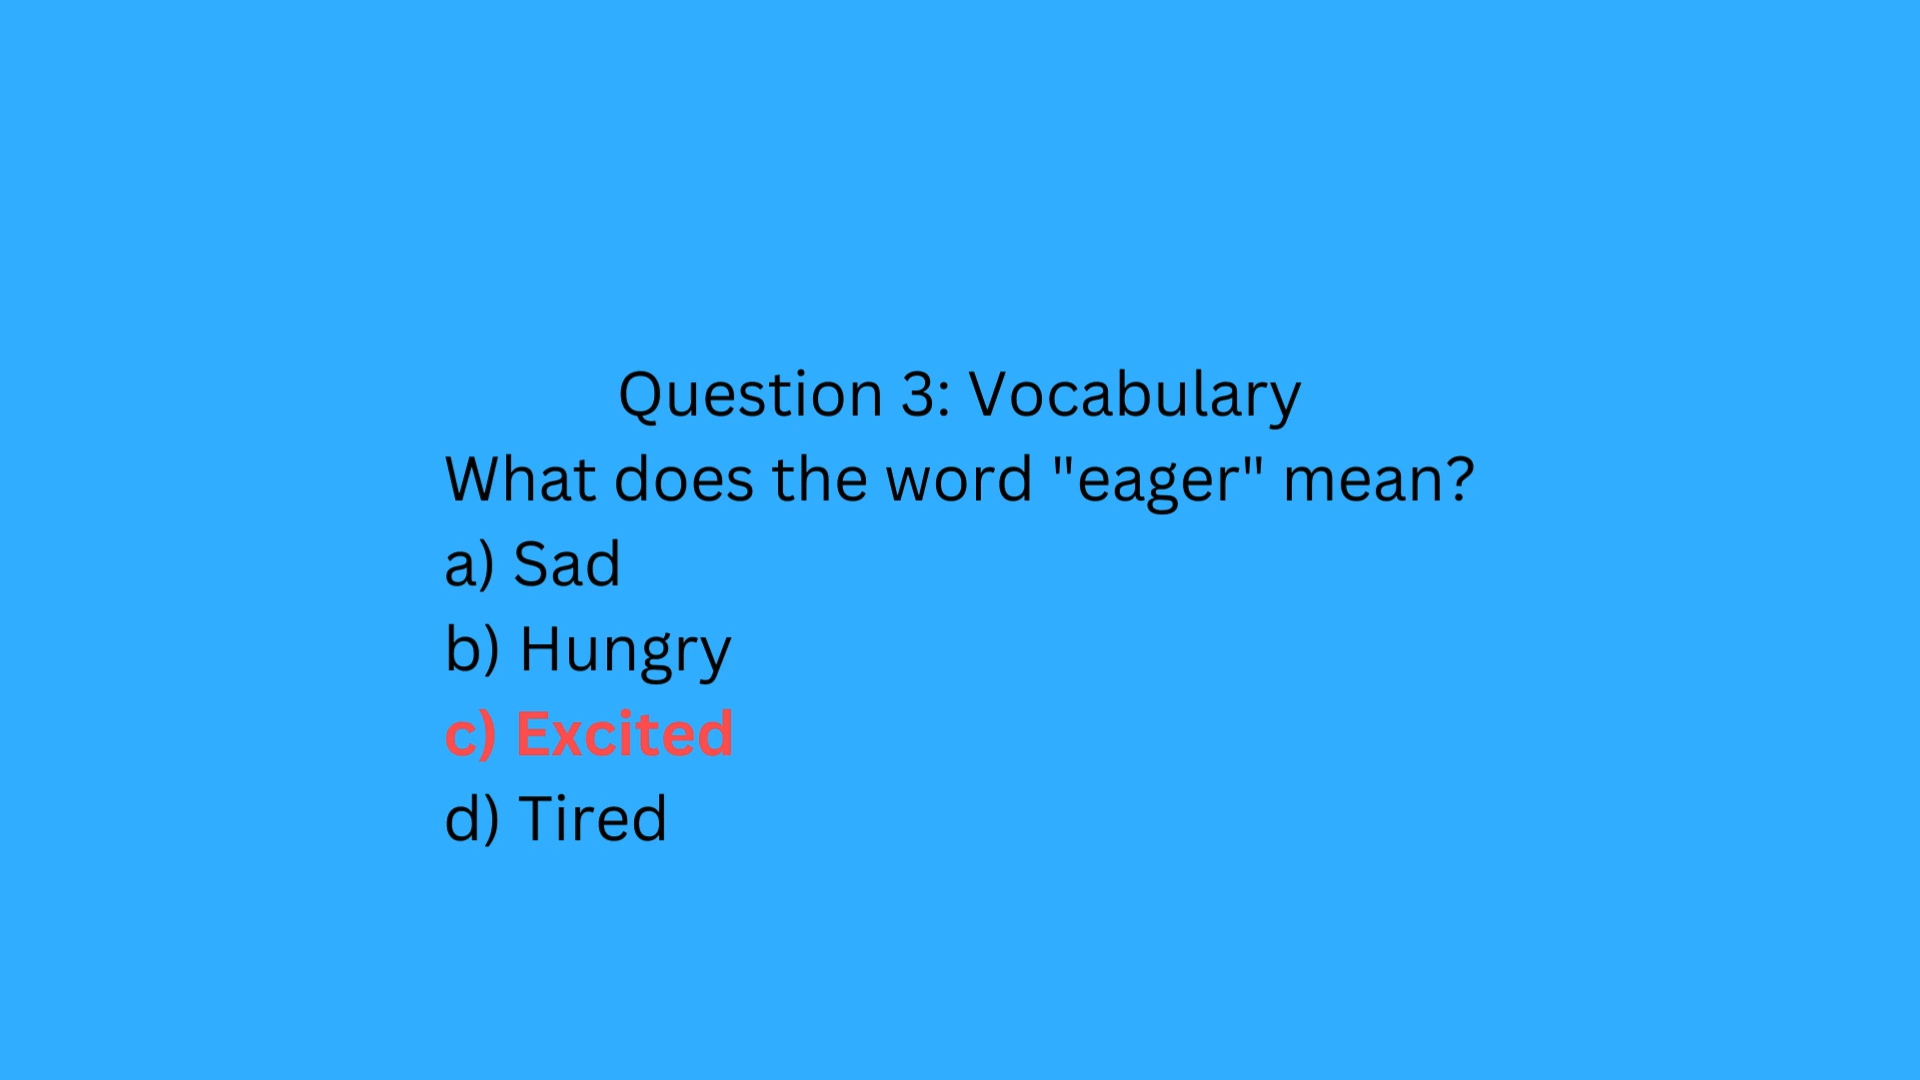 Question 3: Vocabulary
What does the word "eager" mean?
a) Sad
b) Hungry
c) Excited
d) Tired